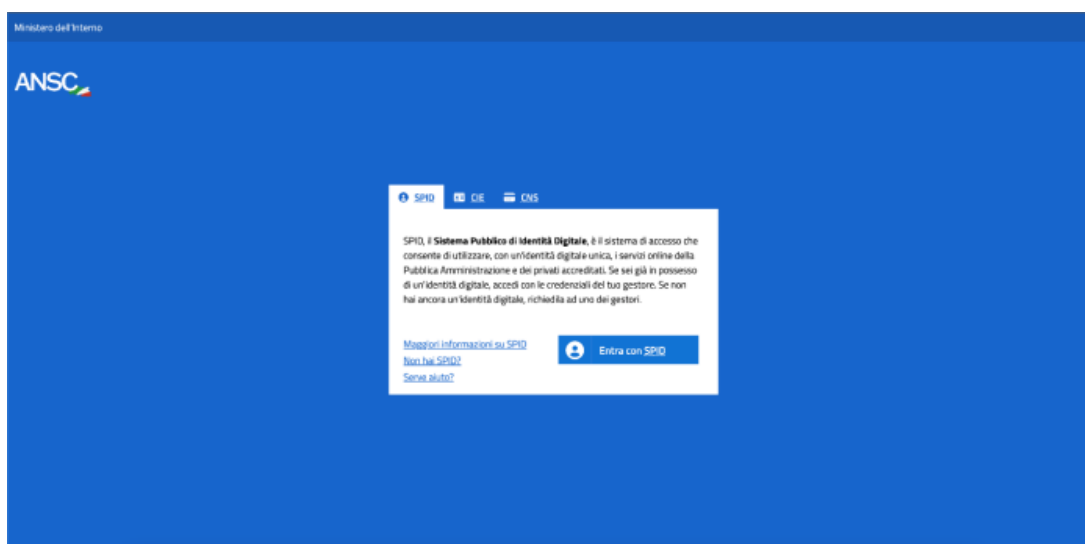 Ministero dell'Interno
ANSC
SPID
CIE
CNS
SPID, il Sistema Pubblico di Identità Digitale, è il sistema di accesso che
consente di utilizzare, con un'identità digitale unica, i servizi online della
Pubblica Amministrazione e dei privati accreditati. Se sei già in possesso
di un'identità digitale, accedi con le credenziali del tuo gestore. Se non
hai ancora un'identità digitale, richiedila ad uno dei gestori.
Maggiori informazioni su SPID
Non hai SPID?
Serve aiuto?
Entra con SPID